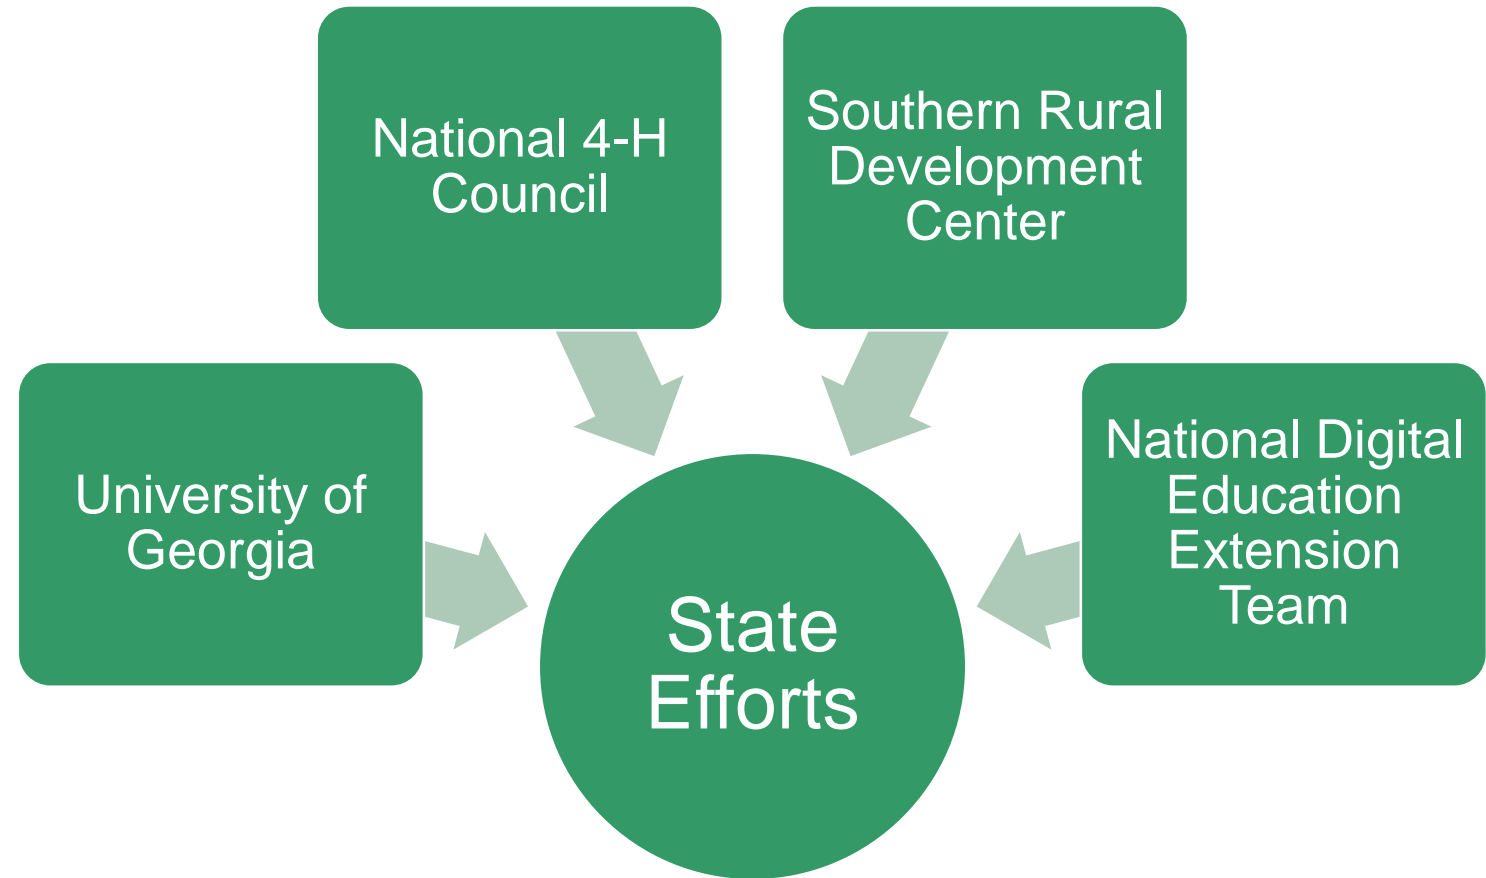 National 4-H
Council
Southern Rural
Development
Center
University of
Georgia
National Digital
Education
Extension
Team
State
Efforts